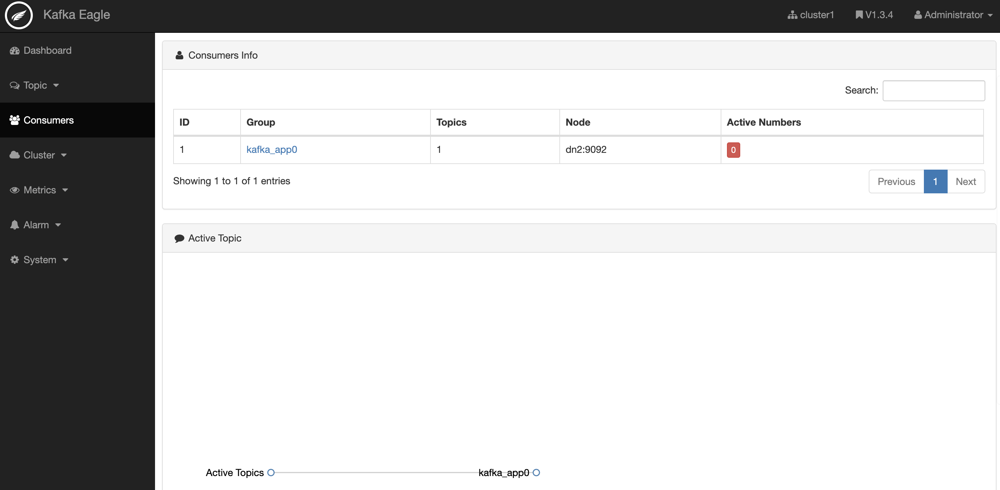 Kafka Eagle
cluster1 V1.3.4 Administrator
Dashboard
Topic
Consumers
Cluster
Metrics
Alarm
System
Consumers Info
Search:
ID Group Topics Node Active Numbers
1 kafka_app0 1 dn2:9092 0
Showing 1 to 1 of 1 entries
Previous 1 Next
Active Topic
Active Topics kafka_app0